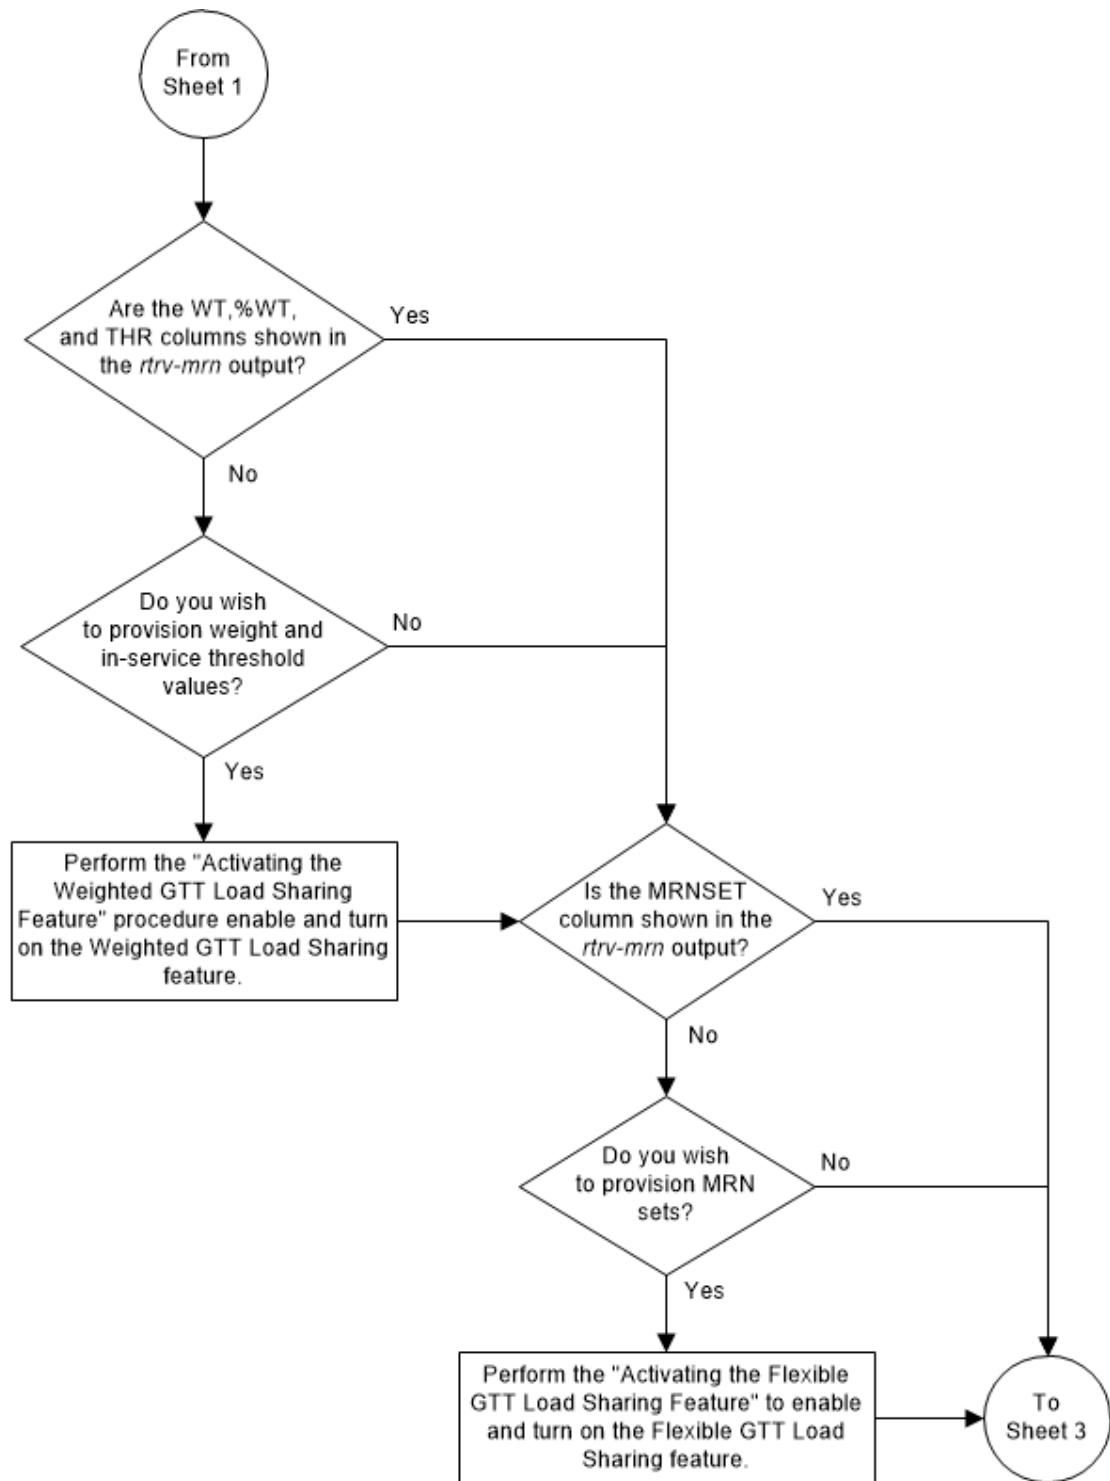 From
Sheet 1
Are the WT,%WT,
and THR columns shown in
the rtrv-mrn output?
Yes
No
Do you wish
to provision weight and
in-service threshold
values?
No
Yes
Perform the "Activating the
Weighted GTT Load Sharing
Feature" procedure enable and turn
on the Weighted GTT Load Sharing
feature.
Is the MRNSET
column shown in the
rtrv-mrn output?
Yes
No
Do you wish
to provision MRN
sets?
No
Yes
Perform the "Activating the Flexible
GTT Load Sharing Feature" to enable
and turn on the Flexible GTT Load
Sharing feature.
To
Sheet 3